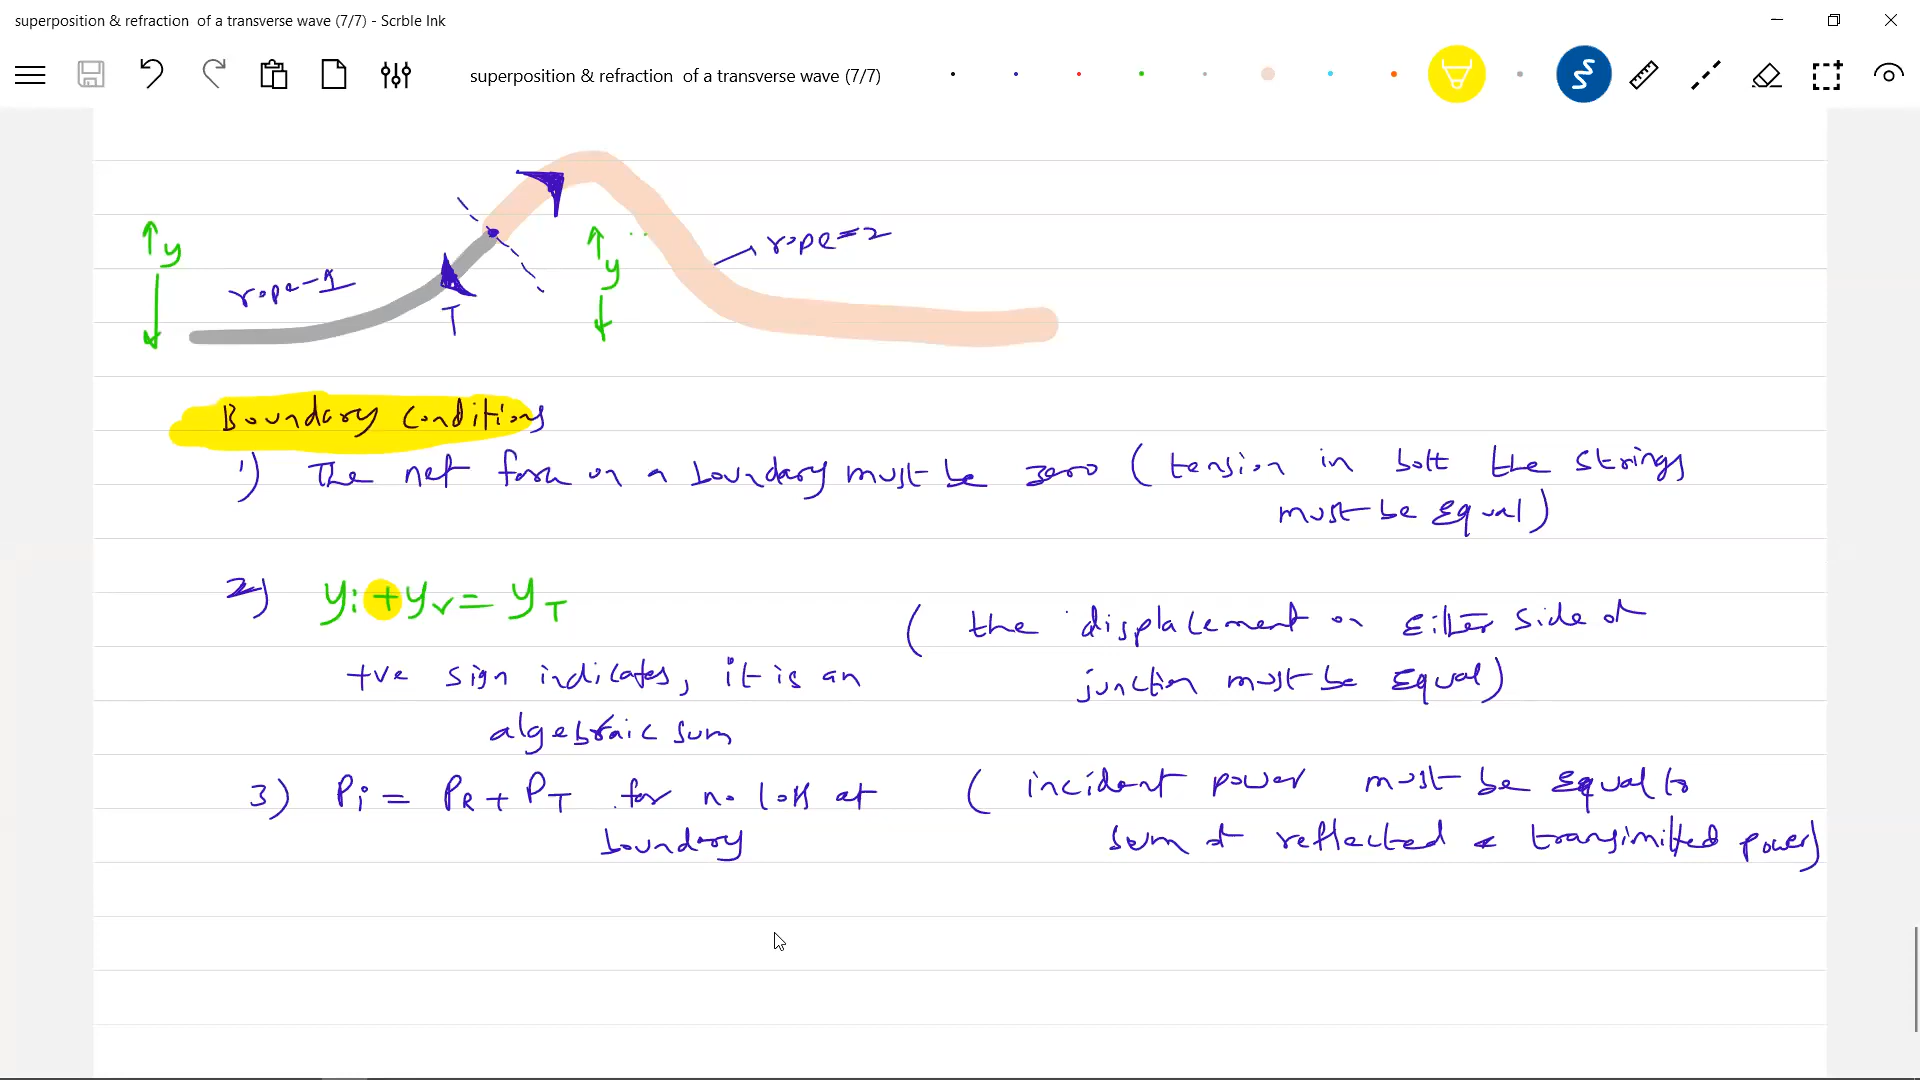 superposition & refraction of a transverse wave (7/7) - Scrble Ink
superposition & refraction of a transverse wave (7/7)
y
rope-1
T
y
rope=2
Boundary Conditions
1) The net force on a boundary must be zero (tension in both the strings
must be Equal)
2) yi + yr = yT
(the displacement on Either side of
junction must be Equal)
+ve sign indicates, it is an
algebraic sum
3) Pi = PR + PT for no loss at
boundary
(incident power must be Equal to
sum of reflected & transimitted power)